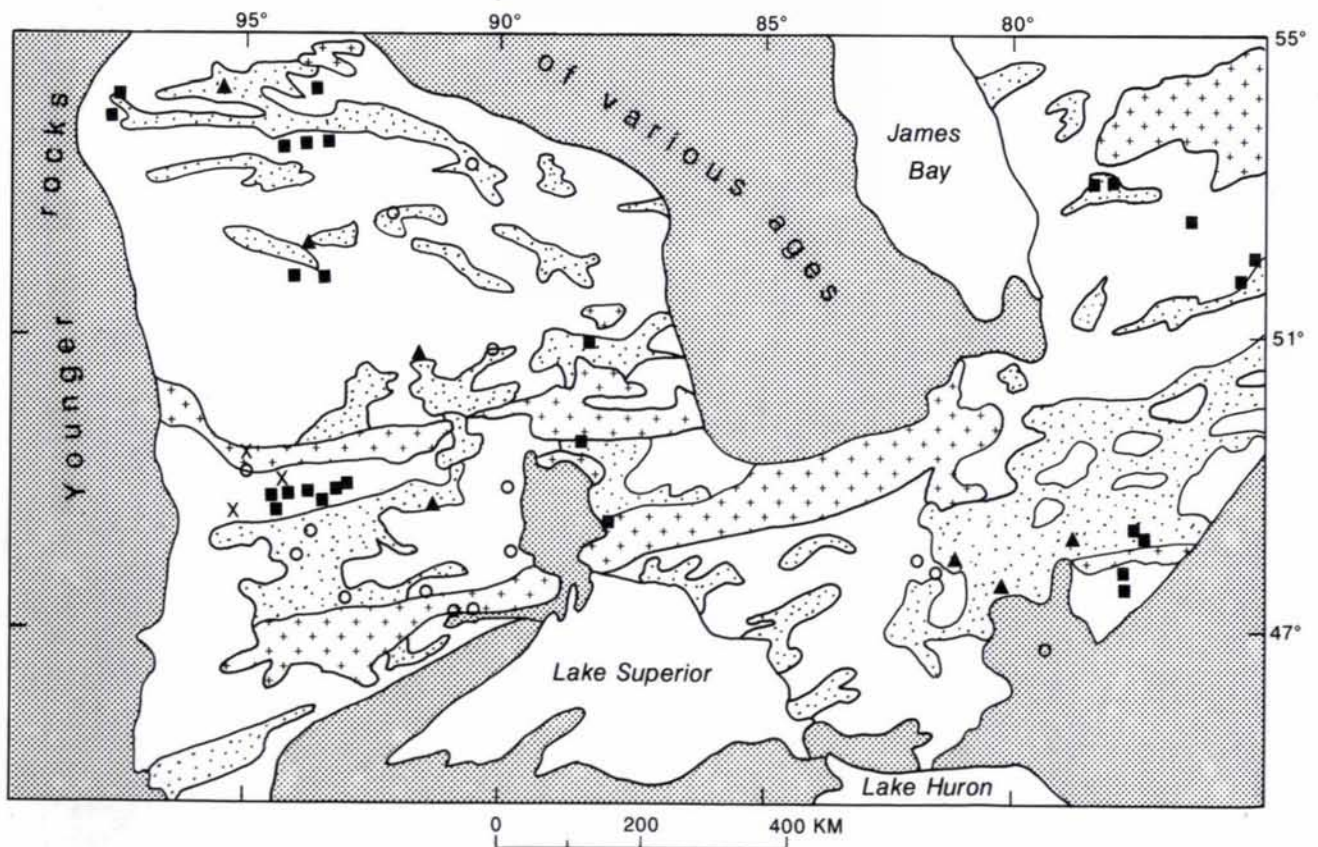 95° 90° 85° 80°
55°
of various ages
Younger rocks
James
Bay
51°
47°
Lake Superior
Lake Huron
0 200 400 KM